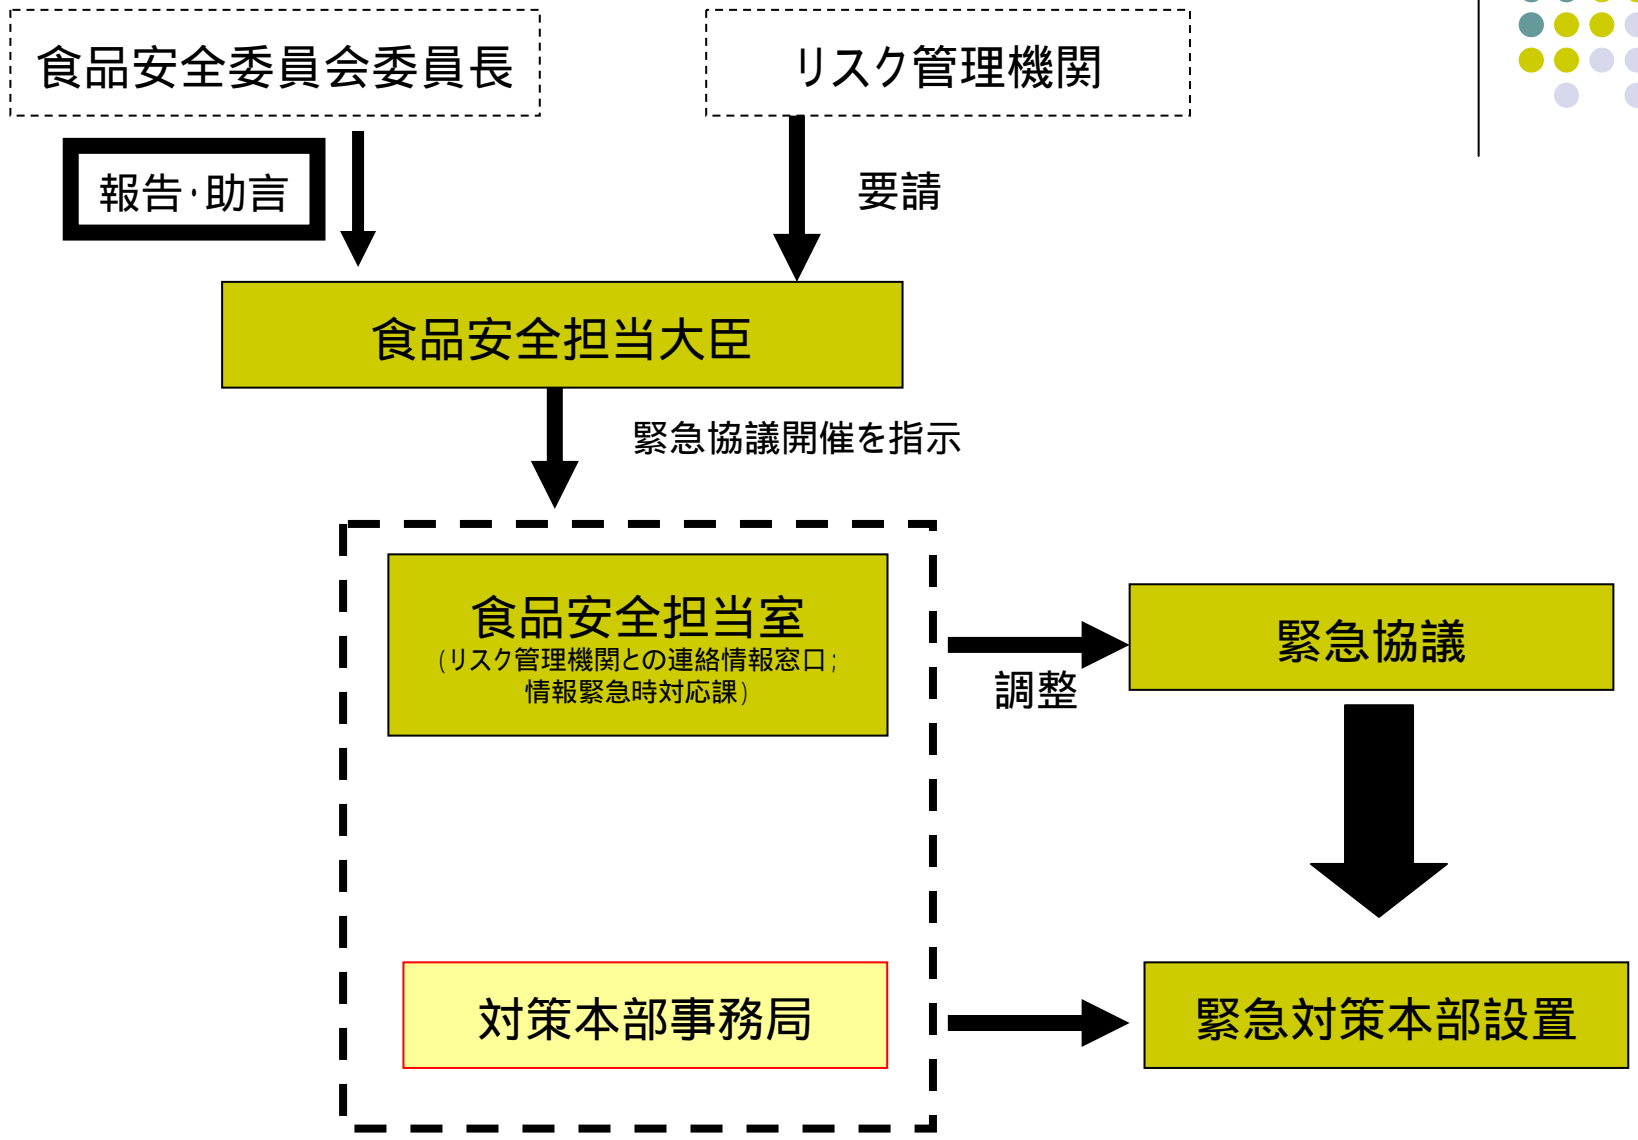 食品安全委員会委員長
リスク管理機関
報告・助言
要請
食品安全担当大臣
緊急協議開催を指示
食品安全担当室
(リスク管理機関との連絡情報窓口;
情報緊急時対応課)
調整
緊急協議
対策本部事務局
緊急対策本部設置